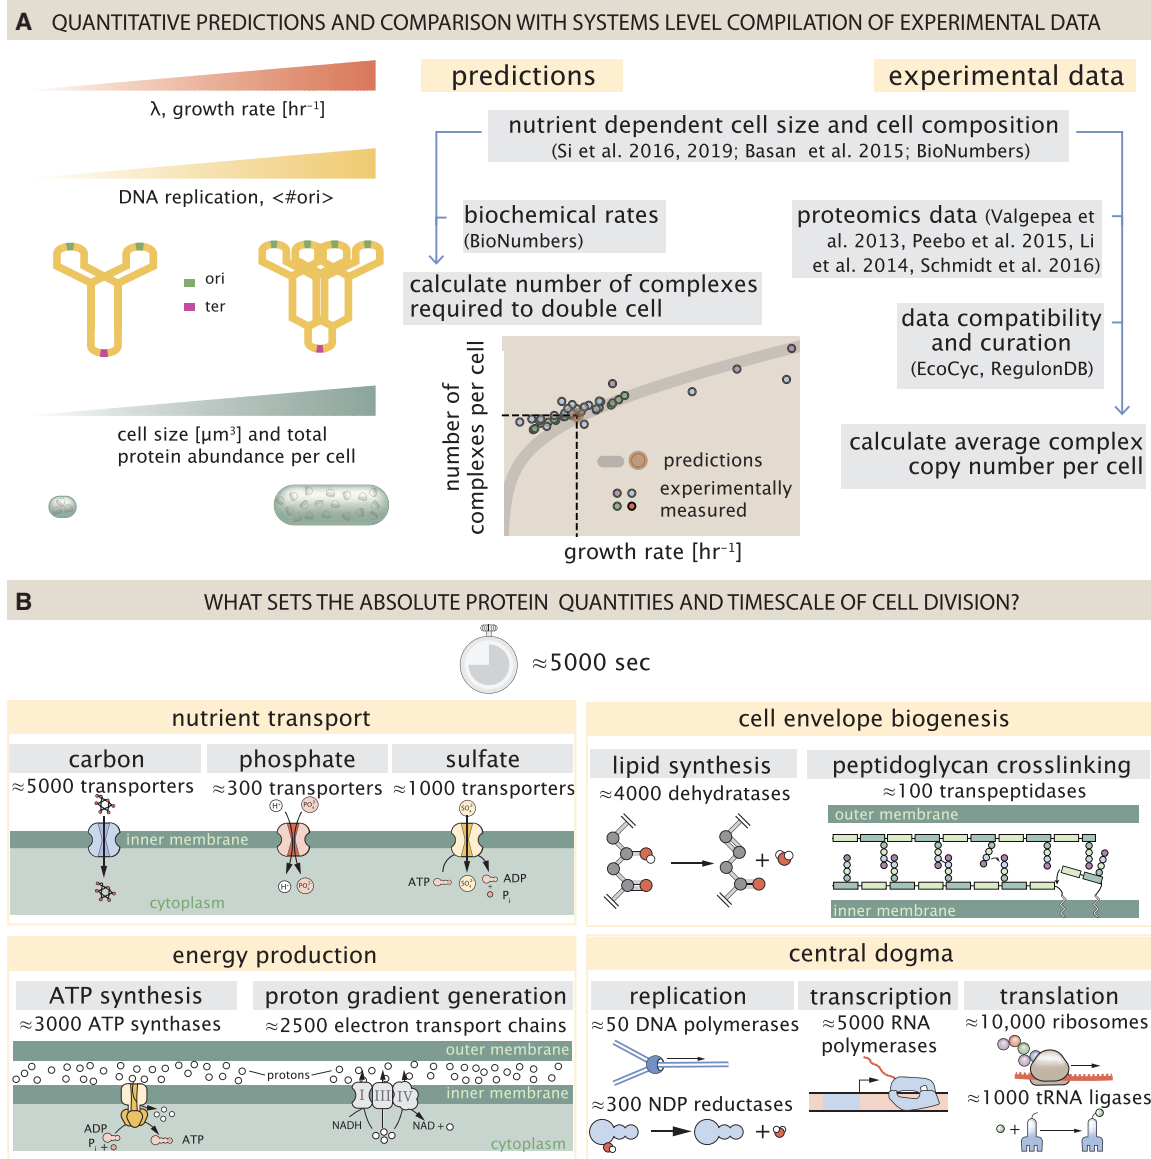 A QUANTITATIVE PREDICTIONS AND COMPARISON WITH SYSTEMS LEVEL COMPILATION OF EXPERIMENTAL DATA
λ, growth rate [hr⁻¹]
DNA replication, <#ori>
ori
ter
cell size [µm³] and total
protein abundance per cell
predictions
experimental data
nutrient dependent cell size and cell composition
(Si et al. 2016, 2019; Basan et al. 2015; BioNumbers)
biochemical rates
(BioNumbers)
calculate number of complexes
required to double cell
proteomics data (Valgepea et
al. 2013, Peebo et al. 2015, Li
et al. 2014, Schmidt et al. 2016)
data compatibility
and curation
(EcoCyc, RegulonDB)
calculate average complex
copy number per cell
number of
complexes per cell
predictions
experimentally
measured
growth rate [hr⁻¹]
B WHAT SETS THE ABSOLUTE PROTEIN QUANTITIES AND TIMESCALE OF CELL DIVISION?
≈5000 sec
nutrient transport
carbon
≈5000 transporters
phosphate
≈300 transporters
sulfate
≈1000 transporters
H⁺
PO₄³⁻
SO₄²⁻
inner membrane
ATP
SO₄²⁻
ADP
+
Pᵢ
H⁺
PO₄³⁻
cytoplasm
cell envelope biogenesis
lipid synthesis
≈4000 dehydratases
+
peptidoglycan crosslinking
≈100 transpeptidases
outer membrane
inner membrane
energy production
ATP synthesis
≈3000 ATP synthases
proton gradient generation
≈2500 electron transport chains
outer membrane
protons
inner membrane
I III IV
ADP
Pᵢ +
ATP
NADH
NAD +
cytoplasm
central dogma
replication
≈50 DNA polymerases
≈300 NDP reductases
+
transcription
≈5000 RNA
polymerases
translation
≈10,000 ribosomes
≈1000 tRNA ligases
+